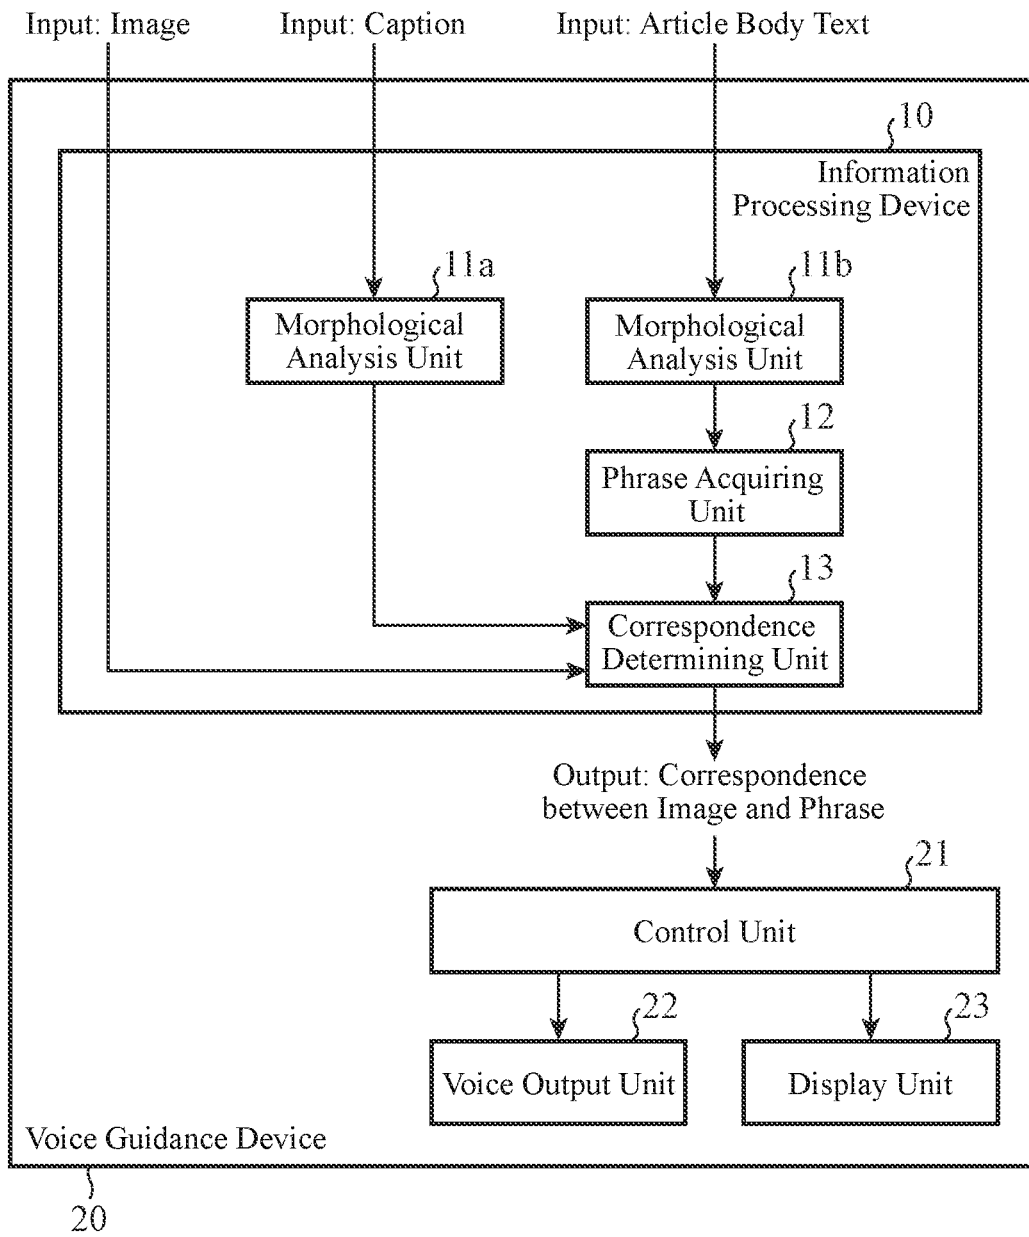 Input: Image
Input: Caption
Input: Article Body Text
10
Information
Processing Device
11a
Morphological
Analysis Unit
11b
Morphological
Analysis Unit
12
Phrase Acquiring
Unit
13
Correspondence
Determining Unit
Output: Correspondence
between Image and Phrase
21
Control Unit
22
Voice Output Unit
23
Display Unit
Voice Guidance Device
20